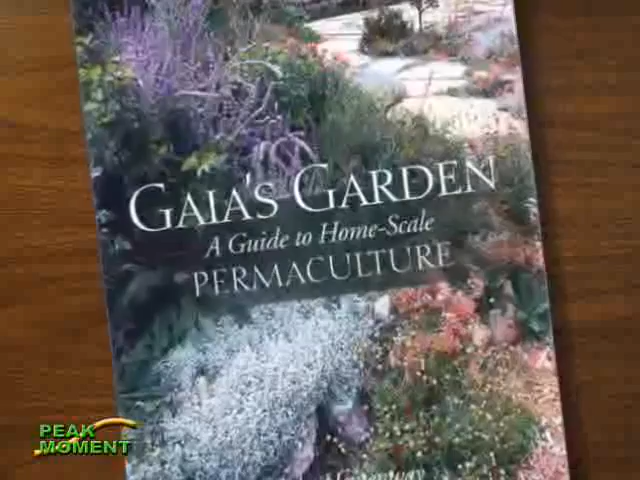 GAIA'S GARDEN
A Guide to Home-Scale
PERMACULTURE
PEAK
MOMENT